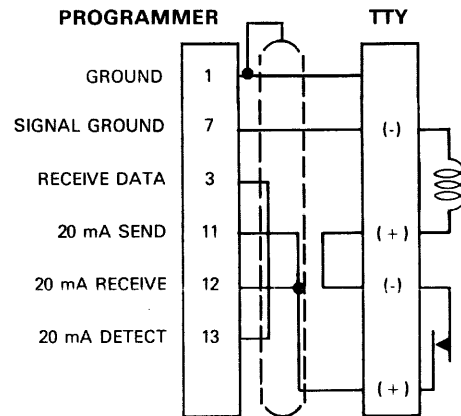 PROGRAMMER TTY
GROUND 1
SIGNAL GROUND 7 (-)
RECEIVE DATA 3
20 mA SEND 11 (+)
20 mA RECEIVE 12 (-)
20 mA DETECT 13
(+)